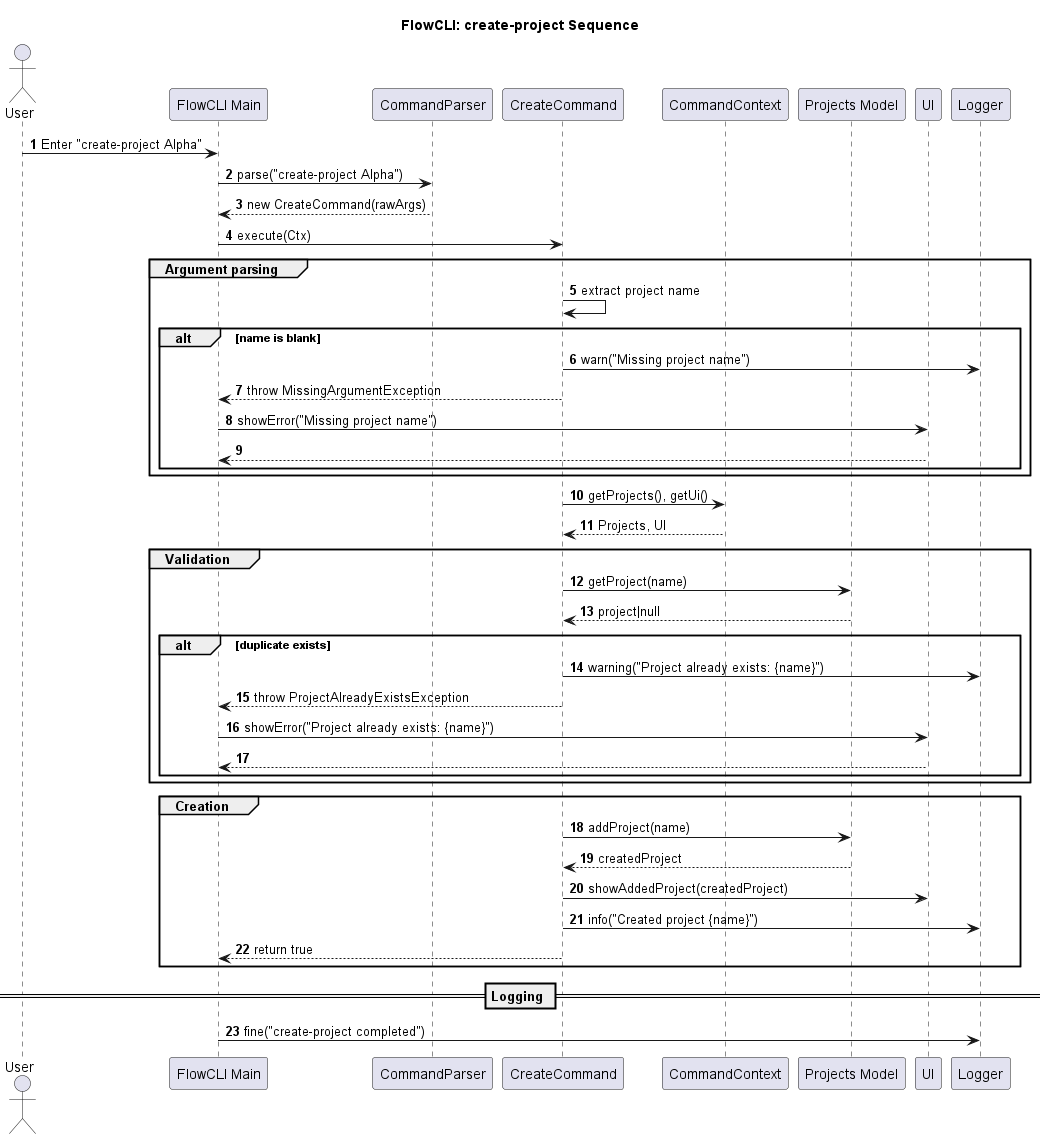 FlowCLI: create-project Sequence
User
FlowCLI Main
CommandParser
CreateCommand
CommandContext
Projects Model
UI
Logger
1 Enter "create-project Alpha"
2 parse("create-project Alpha")
3 new CreateCommand(rawArgs)
4 execute(Ctx)
Argument parsing
5 extract project name
alt [name is blank]
6 warn("Missing project name")
7 throw MissingArgumentException
8 showError("Missing project name")
9
10 getProjects(), getUi()
11 Projects, UI
Validation
12 getProject(name)
13 project|null
alt [duplicate exists]
14 warning("Project already exists: {name}")
15 throw ProjectAlreadyExistsException
16 showError("Project already exists: {name}")
17
Creation
18 addProject(name)
19 createdProject
20 showAddedProject(createdProject)
21 info("Created project {name}")
22 return true
Logging
23 fine("create-project completed")
User
FlowCLI Main
CommandParser
CreateCommand
CommandContext
Projects Model
UI
Logger